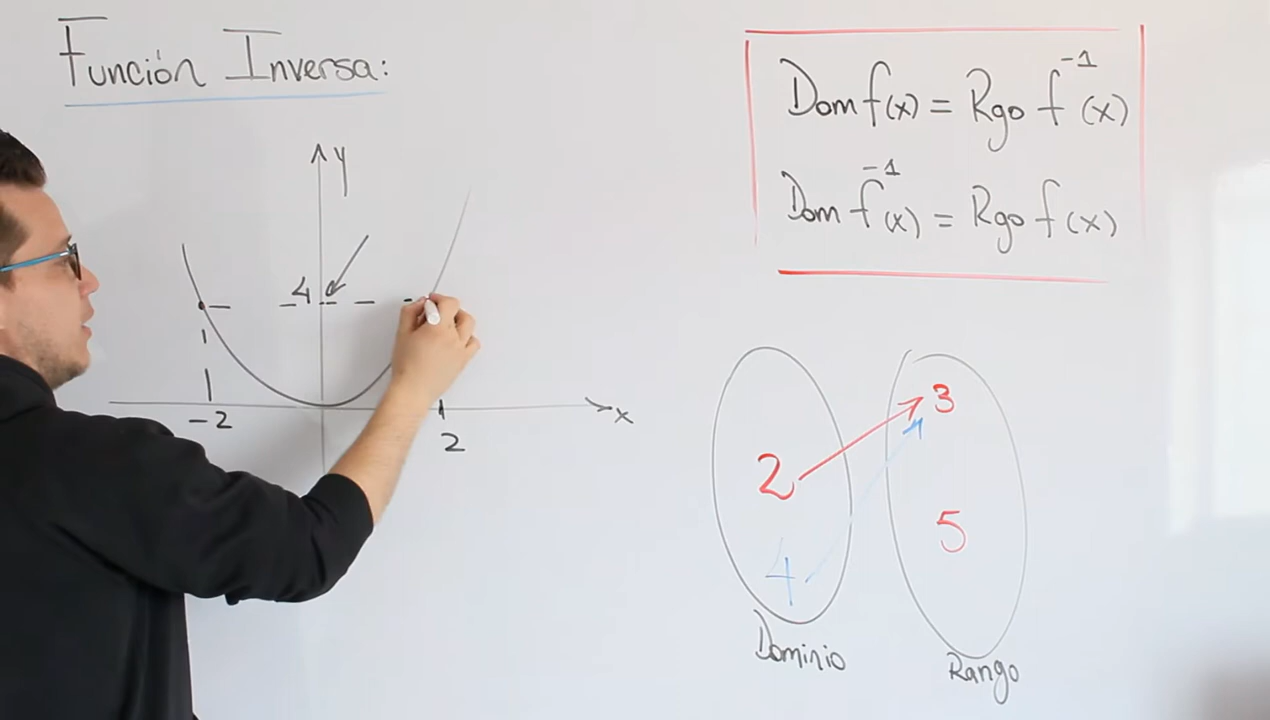 Función Inversa:
y
4
-2
2
x
Dom f(x) = Rgo f⁻¹(x)
Dom f⁻¹(x) = Rgo f(x)
2
4
3
5
Dominio
Rango